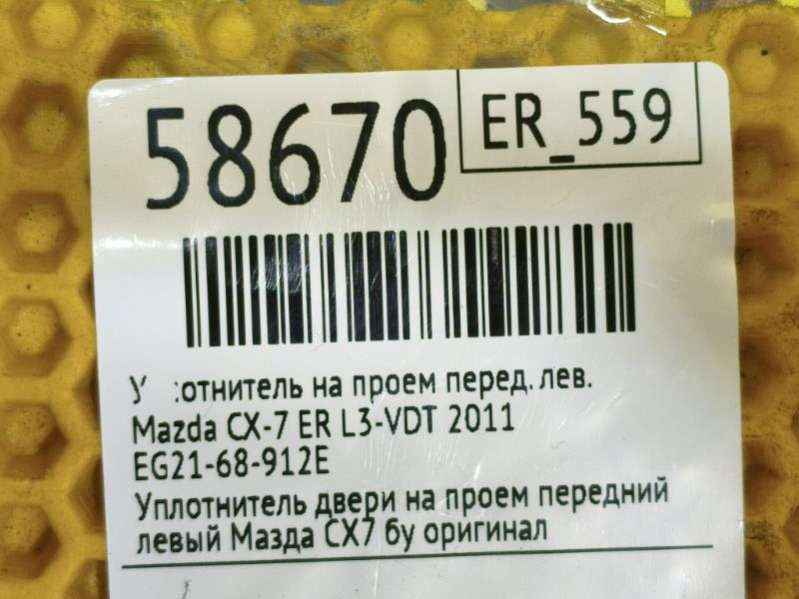 58670
ER_559
отнитель на проем перед. лев.
Mazda CX-7 ER L3-VDT 2011
EG21-68-912E
Уплотнитель двери на проем передний
левый Мазда CX7 бу оригинал